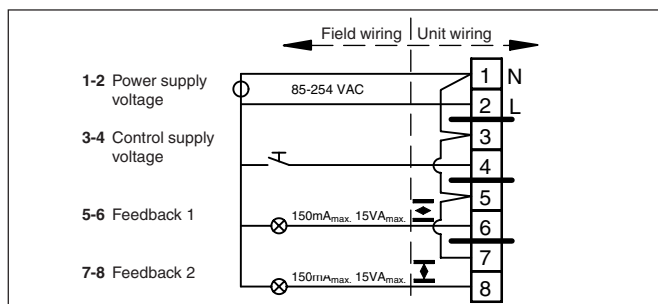 Field wiring Unit wiring
1-2 Power supply voltage
85-254 VAC
1 N
2 L
3-4 Control supply voltage
3
4
5
5-6 Feedback 1
150mAmax. 15VAmax.
6
7
7-8 Feedback 2
150mAmax. 15VAmax.
8